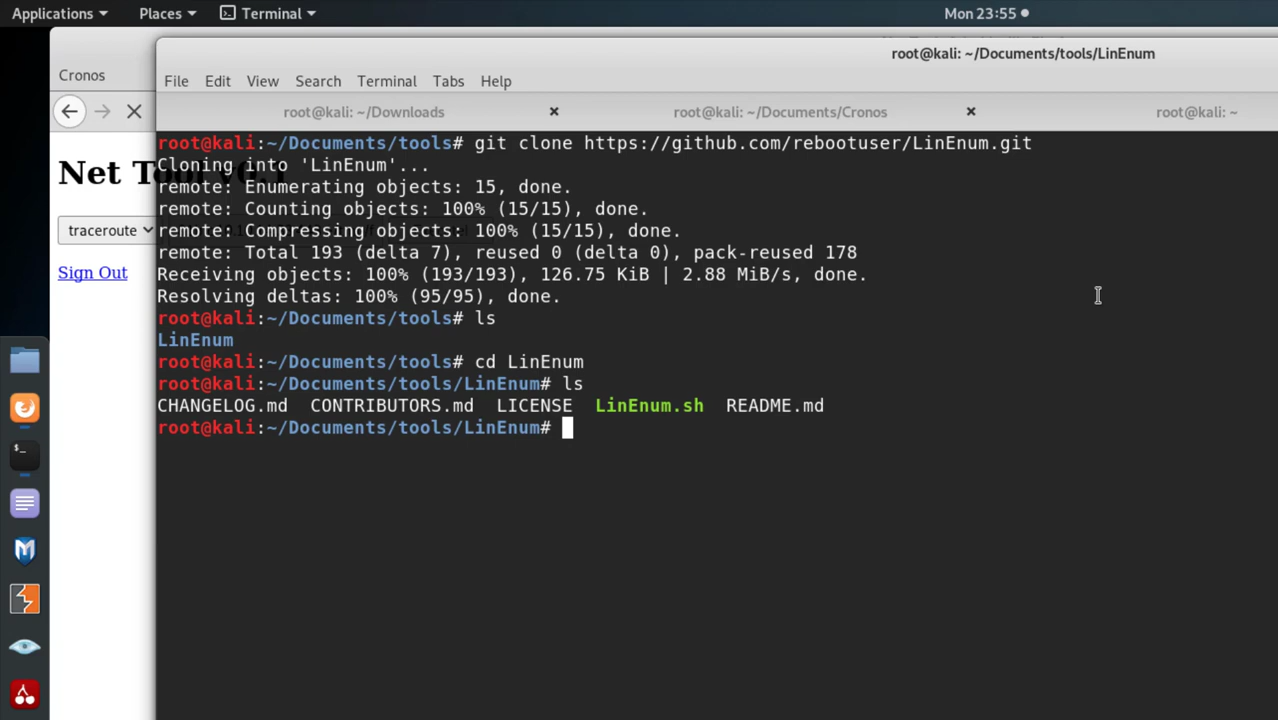 Applications Places Terminal Mon 23:55
root@kali: ~/Documents/tools/LinEnum
Cronos
File Edit View Search Terminal Tabs Help
root@kali: ~/Downloads root@kali: ~/Documents/Cronos root@kali: ~
root@kali:~/Documents/tools# git clone https://github.com/rebootuser/LinEnum.git
Cloning into 'LinEnum'...
Net Tool v0.1
remote: Enumerating objects: 15, done.
remote: Counting objects: 100% (15/15), done.
traceroute
remote: Compressing objects: 100% (15/15), done.
remote: Total 193 (delta 7), reused 0 (delta 0), pack-reused 178
Sign Out
Receiving objects: 100% (193/193), 126.75 KiB | 2.88 MiB/s, done.
Resolving deltas: 100% (95/95), done.
root@kali:~/Documents/tools# ls
LinEnum
root@kali:~/Documents/tools# cd LinEnum
root@kali:~/Documents/tools/LinEnum# ls
CHANGELOG.md CONTRIBUTORS.md LICENSE LinEnum.sh README.md
root@kali:~/Documents/tools/LinEnum#